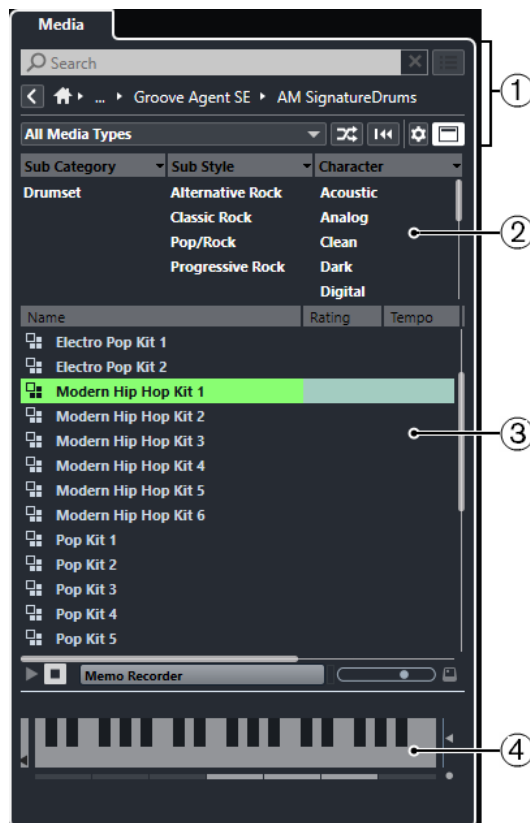 Media
Search
... Groove Agent SE AM SignatureDrums
All Media Types
Sub Category Sub Style Character
Drumset Alternative Rock Acoustic
Classic Rock Analog
Pop/Rock Clean
Progressive Rock Dark
Digital
Name Rating Tempo
Electro Pop Kit 1
Electro Pop Kit 2
Modern Hip Hop Kit 1
Modern Hip Hop Kit 2
Modern Hip Hop Kit 3
Modern Hip Hop Kit 4
Modern Hip Hop Kit 5
Modern Hip Hop Kit 6
Pop Kit 1
Pop Kit 2
Pop Kit 3
Pop Kit 4
Pop Kit 5
Memo Recorder
1
2
3
4